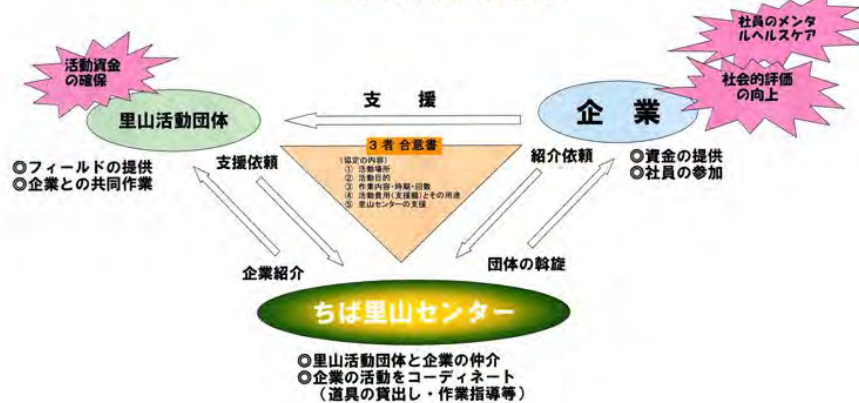 社員のメンタ
ルヘルスケア
活動資金
の確保
社会的評価
の向上
支 援
里山活動団体
企 業
3者 合意書
(協定の内容)
① 活動場所
② 活動目的
③ 作業内容・時期・回数
④ 活動費用(支援額)とその用途
⑤ 里山センターの支援
◎フィールドの提供
◎企業との共同作業
支援依頼
紹介依頼
◎資金の提供
◎社員の参加
企業紹介
団体の斡旋
ちば里山センター
◎里山活動団体と企業の仲介
◎企業の活動をコーディネート
(道具の貸出し・作業指導等)